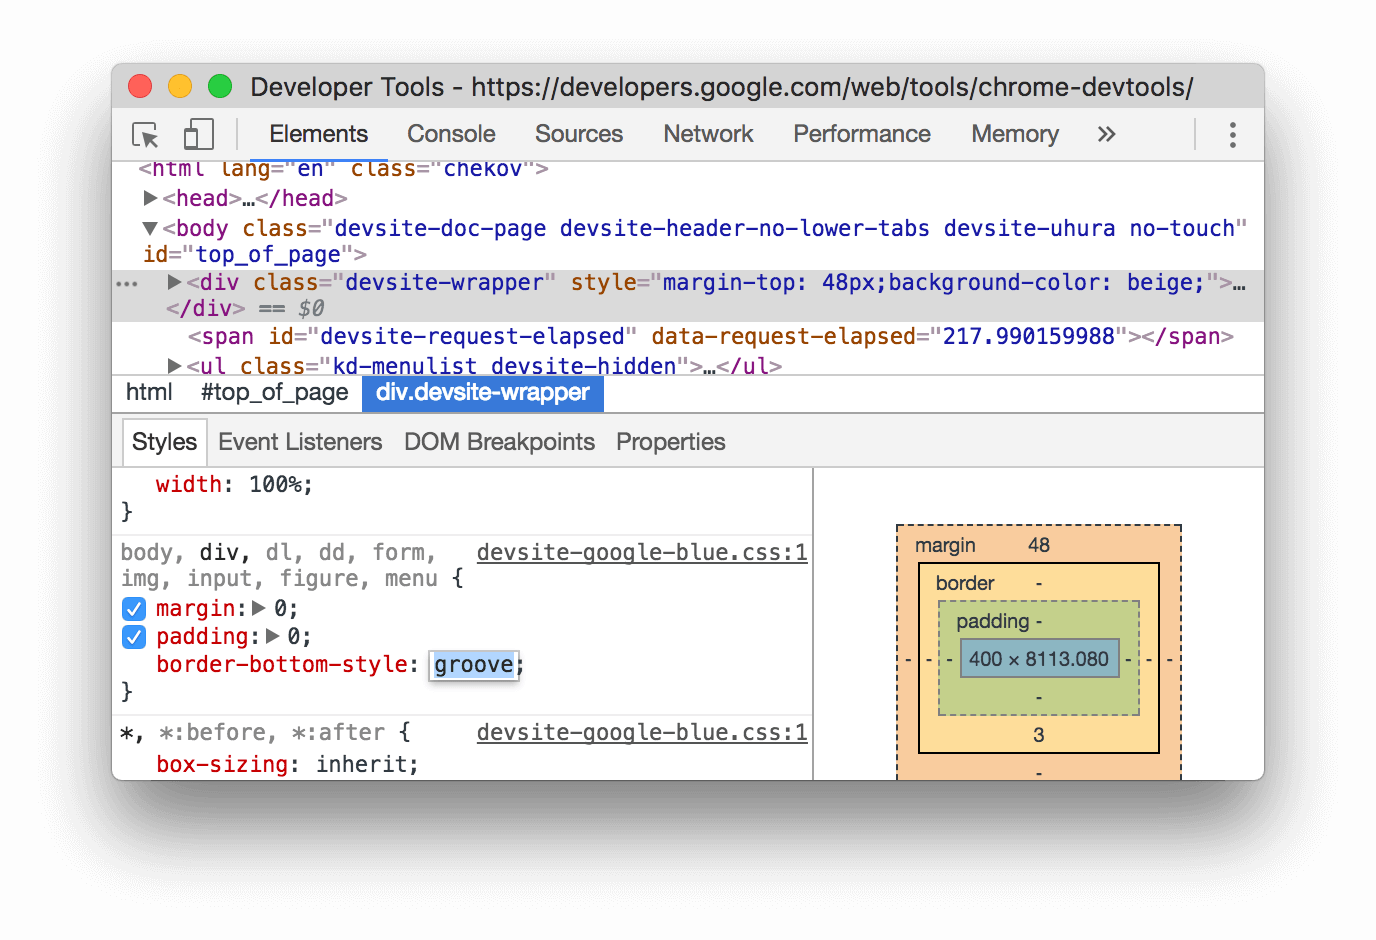 Developer Tools - https://developers.google.com/web/tools/chrome-devtools/
Elements Console Sources Network Performance Memory »
<html lang="en" class="chekov">
▶<head>…</head>
▼<body class="devsite-doc-page devsite-header-no-lower-tabs devsite-uhura no-touch"
id="top_of_page">
… ▶<div class="devsite-wrapper" style="margin-top: 48px;background-color: beige;">…
</div> == $0
<span id="devsite-request-elapsed" data-request-elapsed="217.990159988"></span>
▶<ul class="kd-menulist devsite-hidden">…</ul>
html #top_of_page div.devsite-wrapper
Styles Event Listeners DOM Breakpoints Properties
width: 100%;
}
body, div, dl, dd, form, devsite-google-blue.css:1
img, input, figure, menu {
margin:▶ 0;
padding:▶ 0;
border-bottom-style: groove;
}
*, *:before, *:after { devsite-google-blue.css:1
box-sizing: inherit;
margin 48
border -
padding -
- - - 400 × 8113.080 - - -
-
3
-